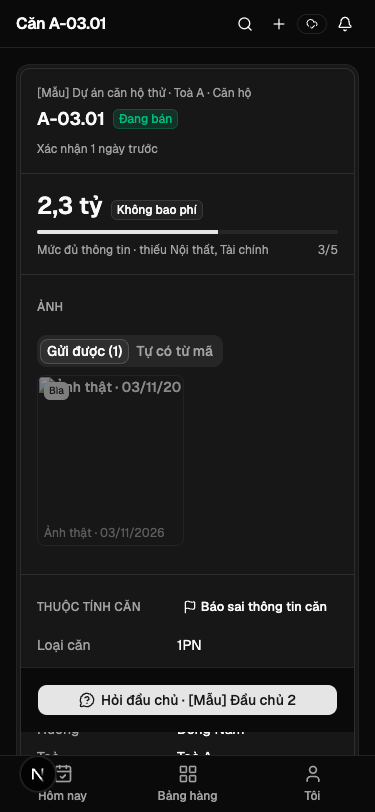 Căn A-03.01
[Mẫu] Dự án căn hộ thử · Toà A · Căn hộ
A-03.01 Đang bán
Xác nhận 1 ngày trước
2,3 tỷ Không bao phí
Mức đủ thông tin · thiếu Nội thất, Tài chính 3/5
ẢNH
Gửi được (1) Tự có từ mã
Bìa
Ảnh thật · 03/11/20
Ảnh thật · 03/11/2026
THUỘC TÍNH CĂN Báo sai thông tin căn
Loại căn 1PN
Hỏi đầu chủ · [Mẫu] Đầu chủ 2
Hướng Đông Nam
Toà Toà A
N
Hôm nay Bảng hàng Tôi